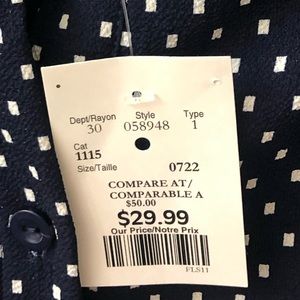 Dept/Rayon Style Type
30 058948 1
Cat
1115
Size/Taille 0722
COMPARE AT/
COMPARABLE A
$50.00
$29.99
Our Price/Notre Prix
FLS11